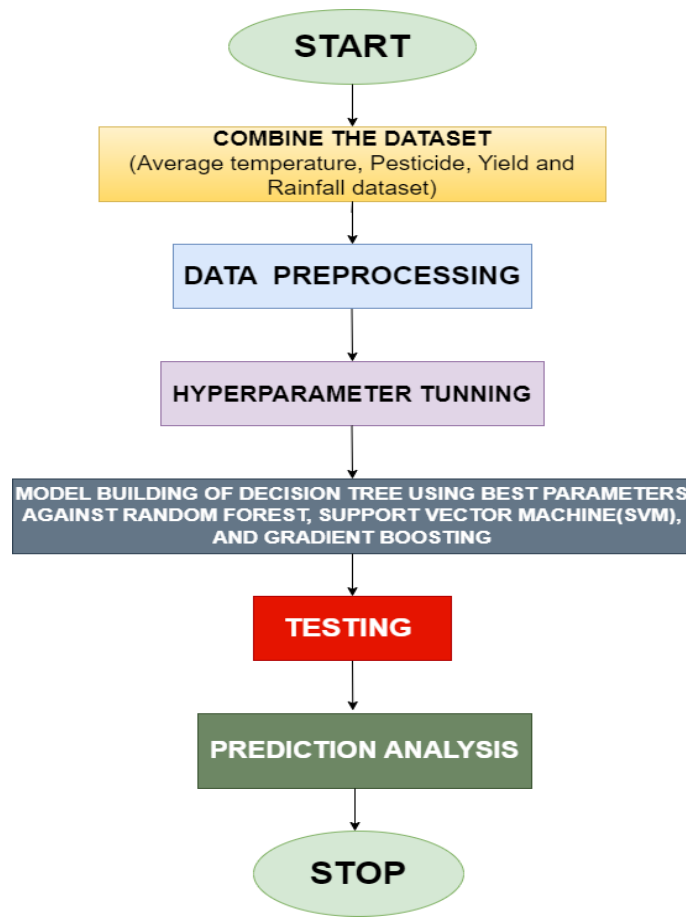 START
COMBINE THE DATASET
(Average temperature, Pesticide, Yield and
Rainfall dataset)
DATA PREPROCESSING
HYPERPARAMETER TUNNING
MODEL BUILDING OF DECISION TREE USING BEST PARAMETERS
AGAINST RANDOM FOREST, SUPPORT VECTOR MACHINE(SVM),
AND GRADIENT BOOSTING
TESTING
PREDICTION ANALYSIS
STOP